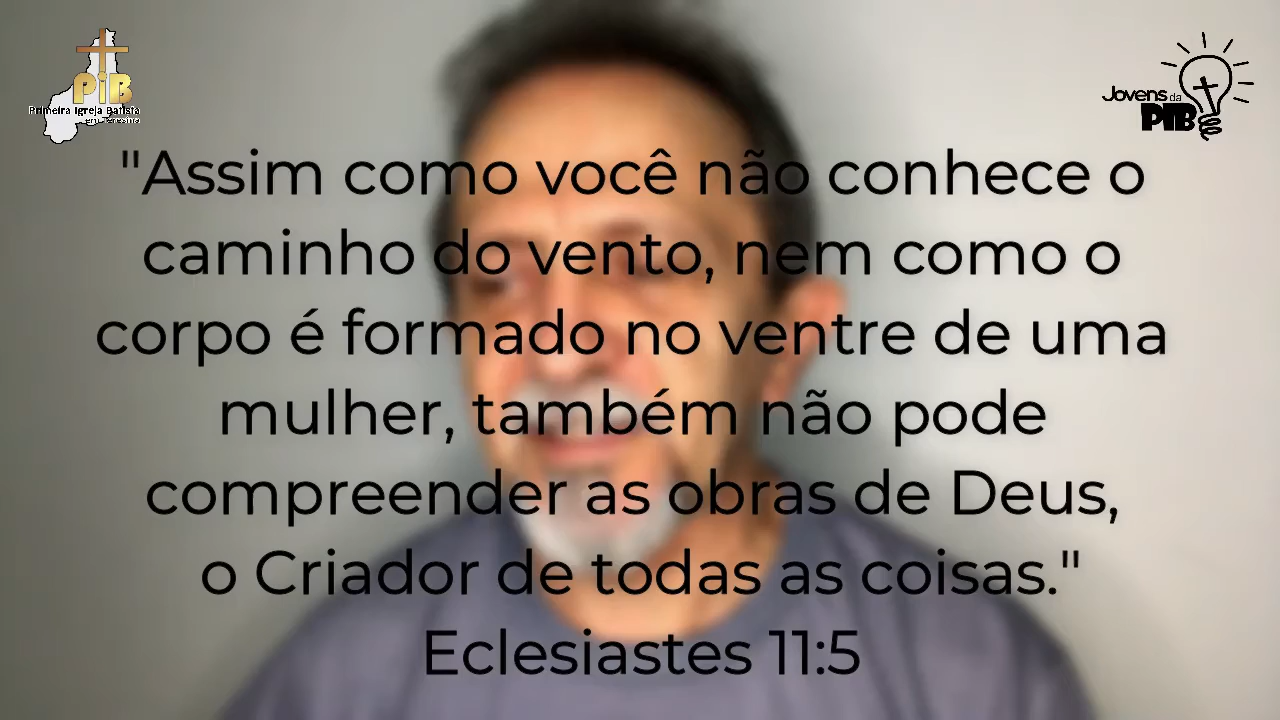 PiB
Primeira Igreja Batista
Jovens da
PIB
"Assim como você não conhece o
caminho do vento, nem como o
corpo é formado no ventre de uma
mulher, também não pode
compreender as obras de Deus,
o Criador de todas as coisas."
Eclesiastes 11:5